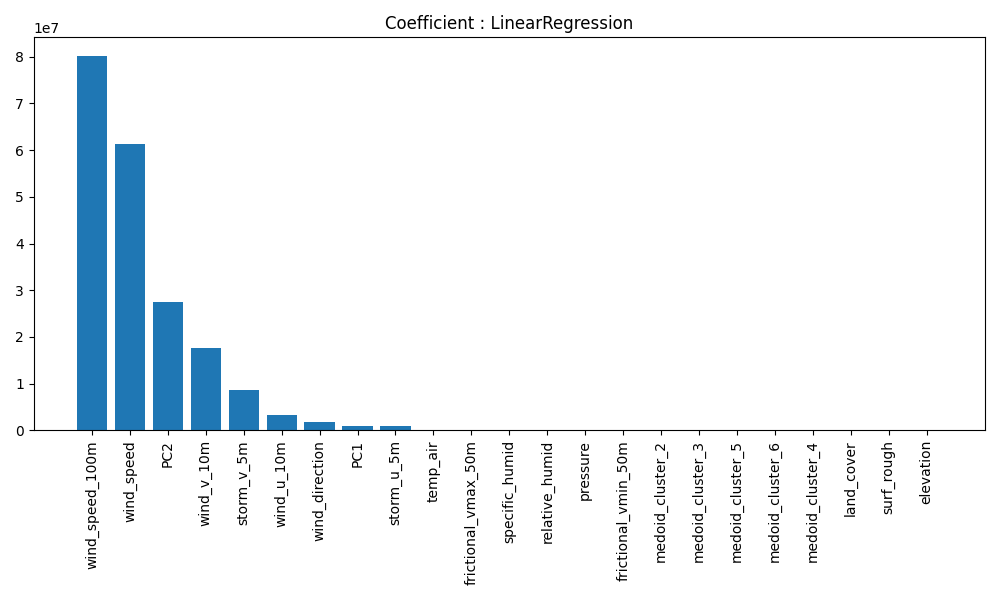 Coefficient : LinearRegression
1e7
8
7
6
5
4
3
2
1
0
wind_speed_100m
wind_speed
PC2
wind_v_10m
storm_v_5m
wind_u_10m
wind_direction
PC1
storm_u_5m
temp_air
frictional_vmax_50m
specific_humid
relative_humid
pressure
frictional_vmin_50m
medoid_cluster_2
medoid_cluster_3
medoid_cluster_5
medoid_cluster_6
medoid_cluster_4
land_cover
surf_rough
elevation